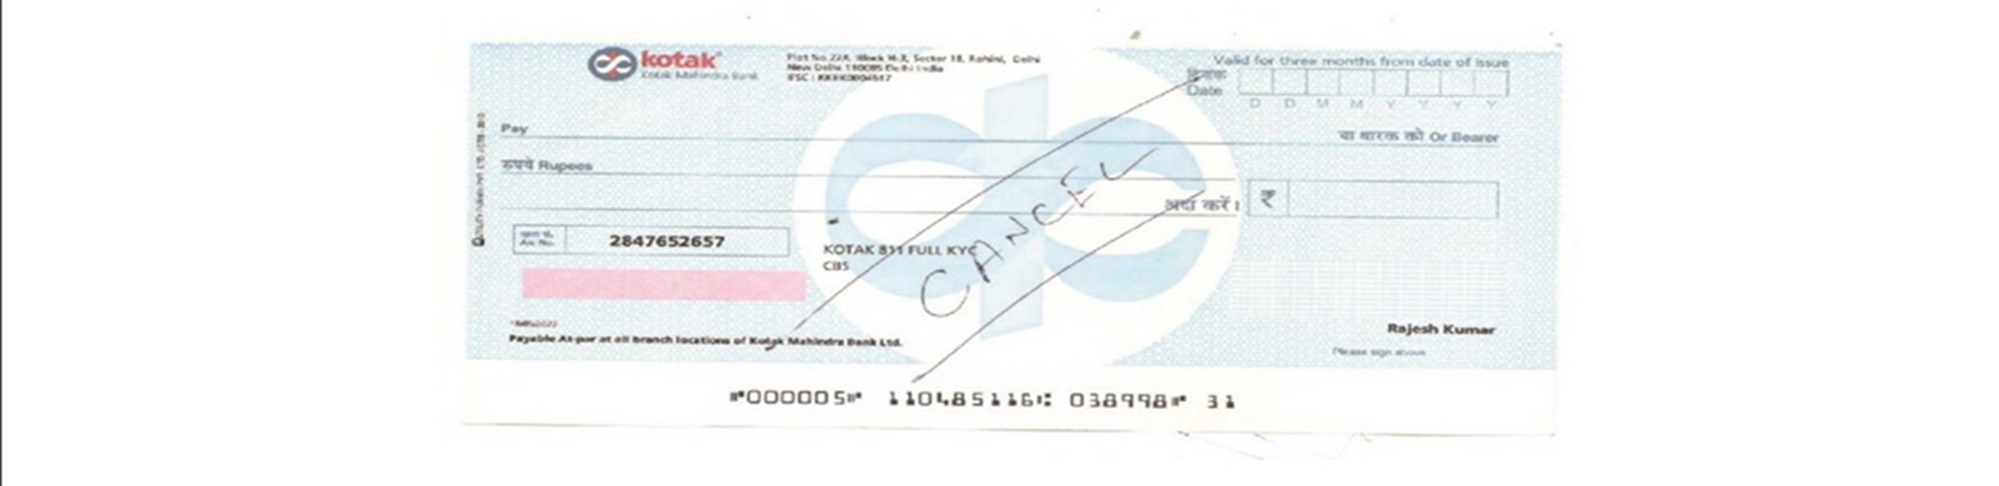 kotak
Kotak Mahindra Bank
Plot No.22A, Block H-3, Sector 18, Rohini, Delhi
New Delhi 110085 Delhi India
IFSC :
Valid for three months from date of issue
दिनांक
Date
D D M M Y Y Y Y
Pay
या धारक को Or Bearer
रुपये Rupees
अदा करें। ₹
खाता सं.
A/c No.
2847652657
KOTAK 811 FULL KYC
CBS
CANCEL
Rajesh Kumar
Payable At-par at all branch locations of Kotak Mahindra Bank Ltd.
Please sign above
⑈000005⑈ 110485116⑆ 038998⑈ 31